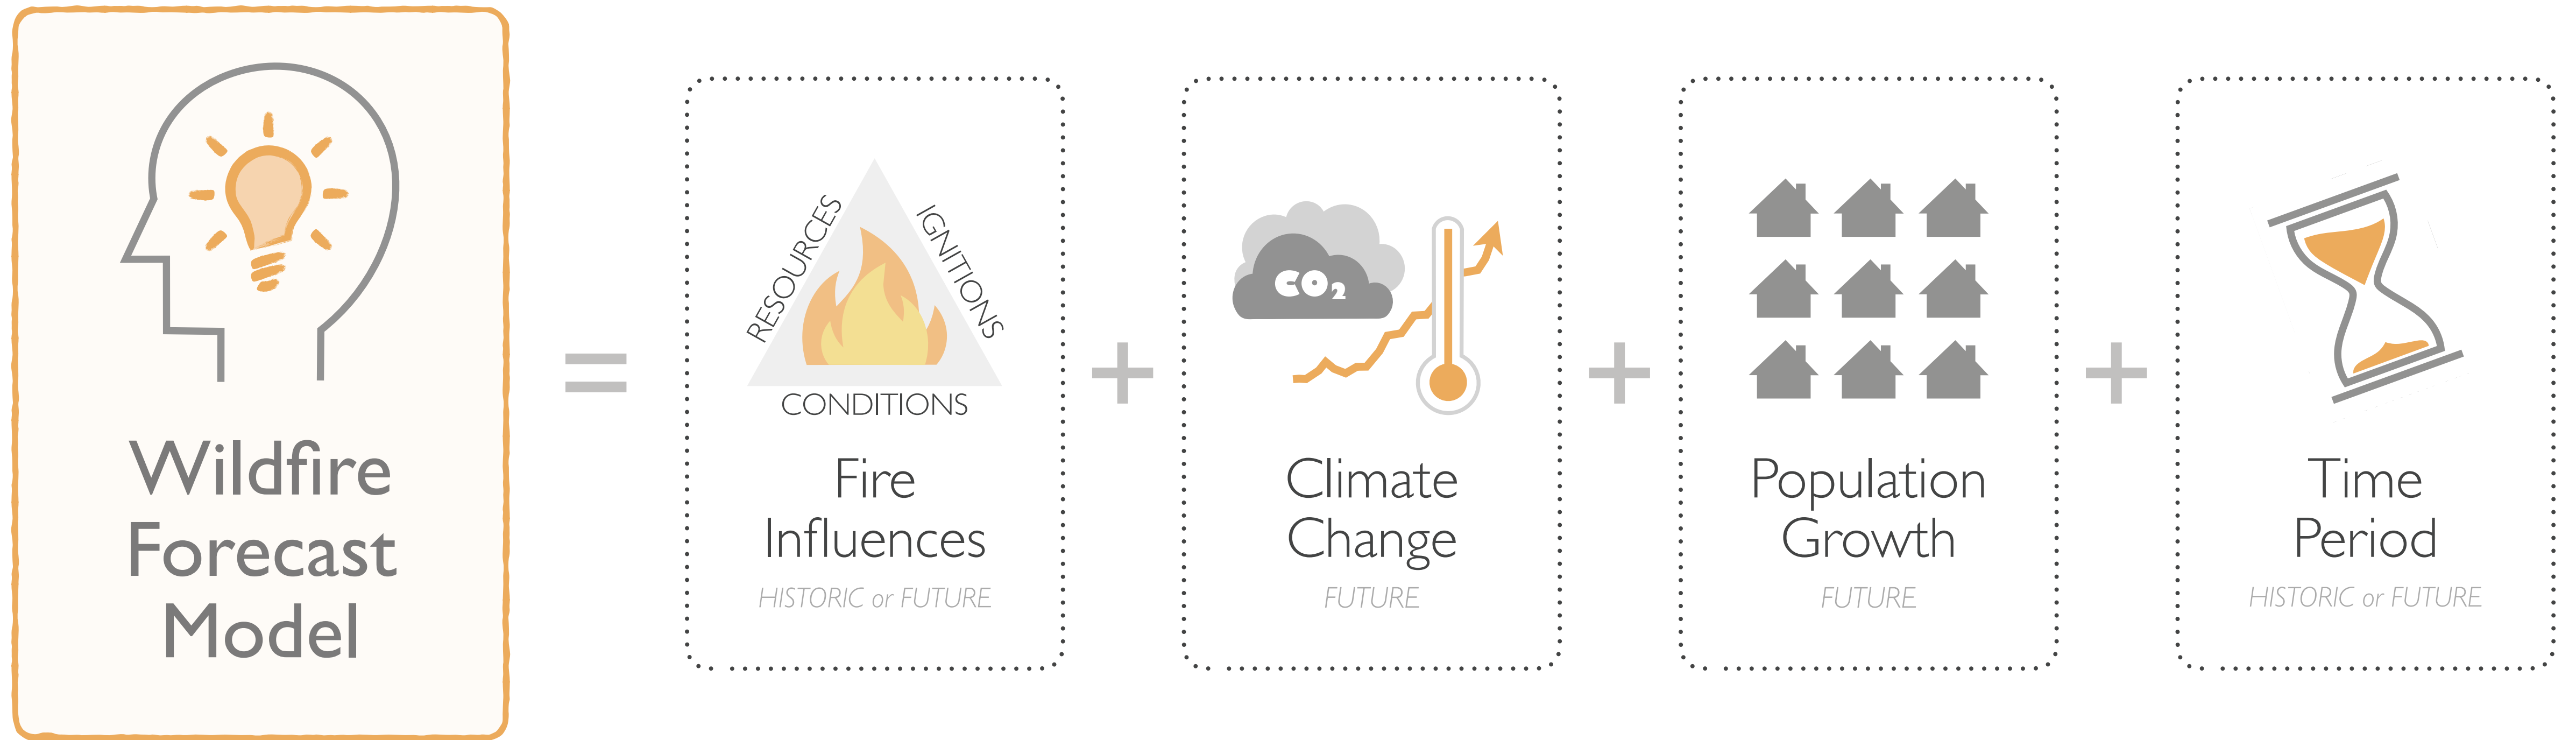 Wildfire
Forecast
Model
=
RESOURCES
IGNITIONS
CONDITIONS
Fire
Influences
HISTORIC or FUTURE
+
CO₂
Climate
Change
FUTURE
+
Population
Growth
FUTURE
+
Time
Period
HISTORIC or FUTURE